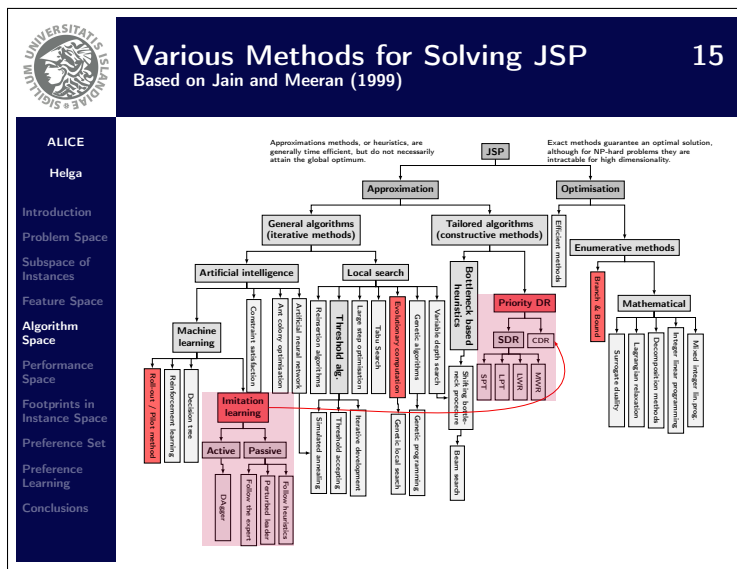 SIGILLUM UNIVERSITATIS ISLANDIAE
Various Methods for Solving JSP
15
Based on Jain and Meeran (1999)
ALICE
Helga
Introduction
Problem Space
Subspace of
Instances
Feature Space
Algorithm
Space
Performance
Space
Footprints in
Instance Space
Preference Set
Preference
Learning
Conclusions
Approximations methods, or heuristics, are
generally time efficient, but do not necessarily
attain the global optimum.
JSP
Exact methods guarantee an optimal solution,
although for NP-hard problems they are
intractable for high dimensionality.
Approximation
Optimisation
General algorithms
(iterative methods)
Tailored algorithms
(constructive methods)
Efficient methods
Enumerative methods
Artificial intelligence
Local search
Bottleneck based
heuristics
Priority DR
Branch & Bound
Mathematical
Machine
learning
Constraint satisfaction
Ant colony optimisation
Artificial neural network
Reinsertion algorithms
Threshold alg.
Large step optimisation
Tabu Search
Evolutionary computation
Genetic algorithms
Variable depth search
SDR
CDR
SPT
LPT
LWR
MWR
Surrogate duality
Lagrangian relaxation
Decomposition methods
Integer linear programming
Mixed integer lin.prog.
Roll-out / Pilot method
Reinforcement learning
Decision tree
Imitation
learning
Simulated annealing
Threshold accepting
Iterative development
Genetic local search
Genetic programming
Shifting bottle-
neck procedure
Beam search
Active
Passive
DAgger
Follow the expert
Perturbed leader
Follow heuristics